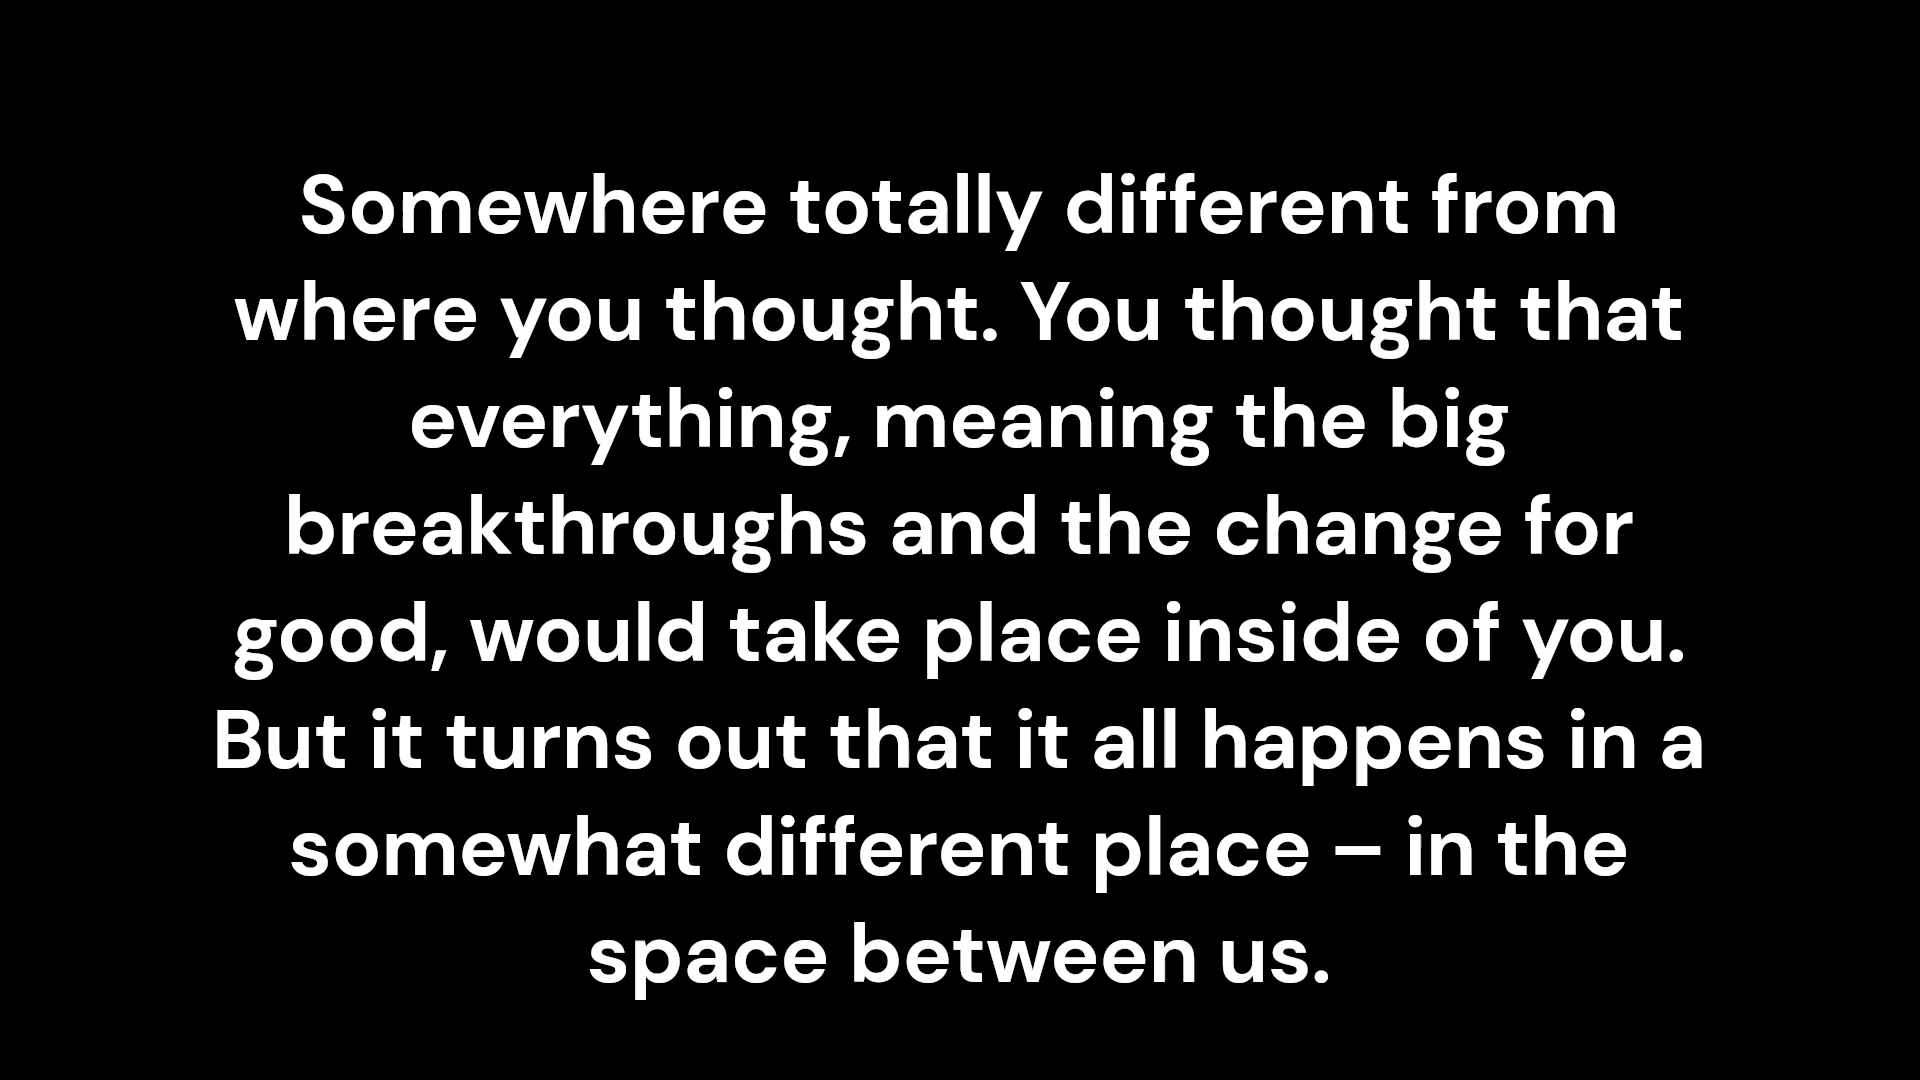 Somewhere totally different from
where you thought. You thought that
everything, meaning the big
breakthroughs and the change for
good, would take place inside of you.
But it turns out that it all happens in a
somewhat different place – in the
space between us.